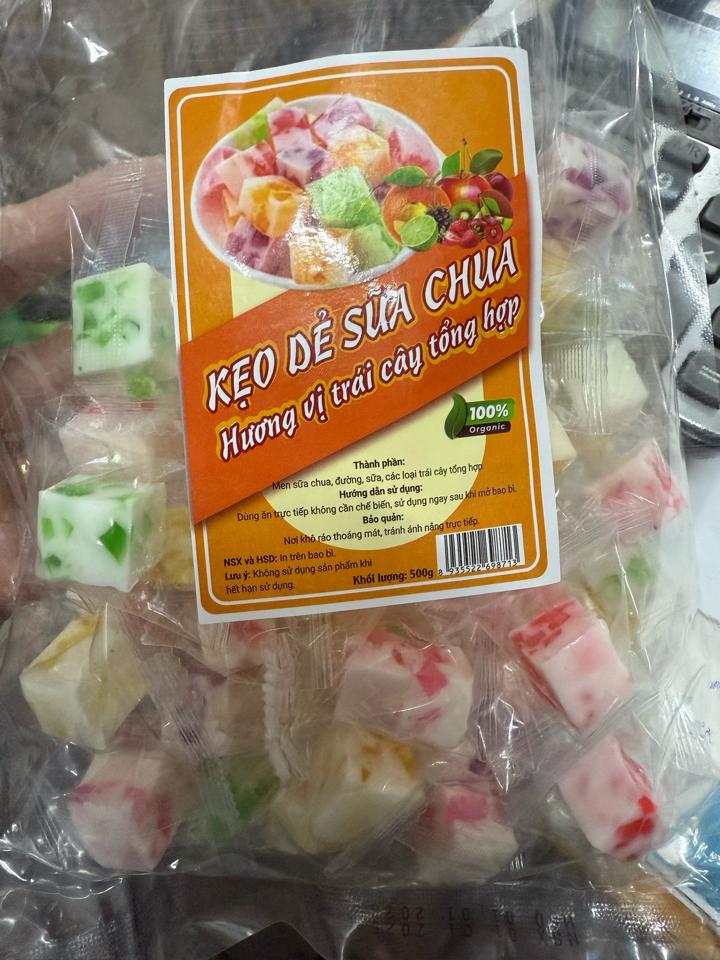 KẸO DẺ SỮA CHUA
Hương vị trái cây tổng hợp
100%
Organic
Thành phần:
Men sữa chua, đường, sữa, các loại trái cây tổng hợp
Hướng dẫn sử dụng:
Dùng ăn trực tiếp không cần chế biến, sử dụng ngay sau khi mở bao bì.
Bảo quản:
Nơi khô ráo thoáng mát, tránh ánh nắng trực tiếp.
NSX và HSD: In trên bao bì.
Lưu ý: Không sử dụng sản phẩm khi
hết hạn sử dụng.
Khối lượng: 500g
8 935522 698713